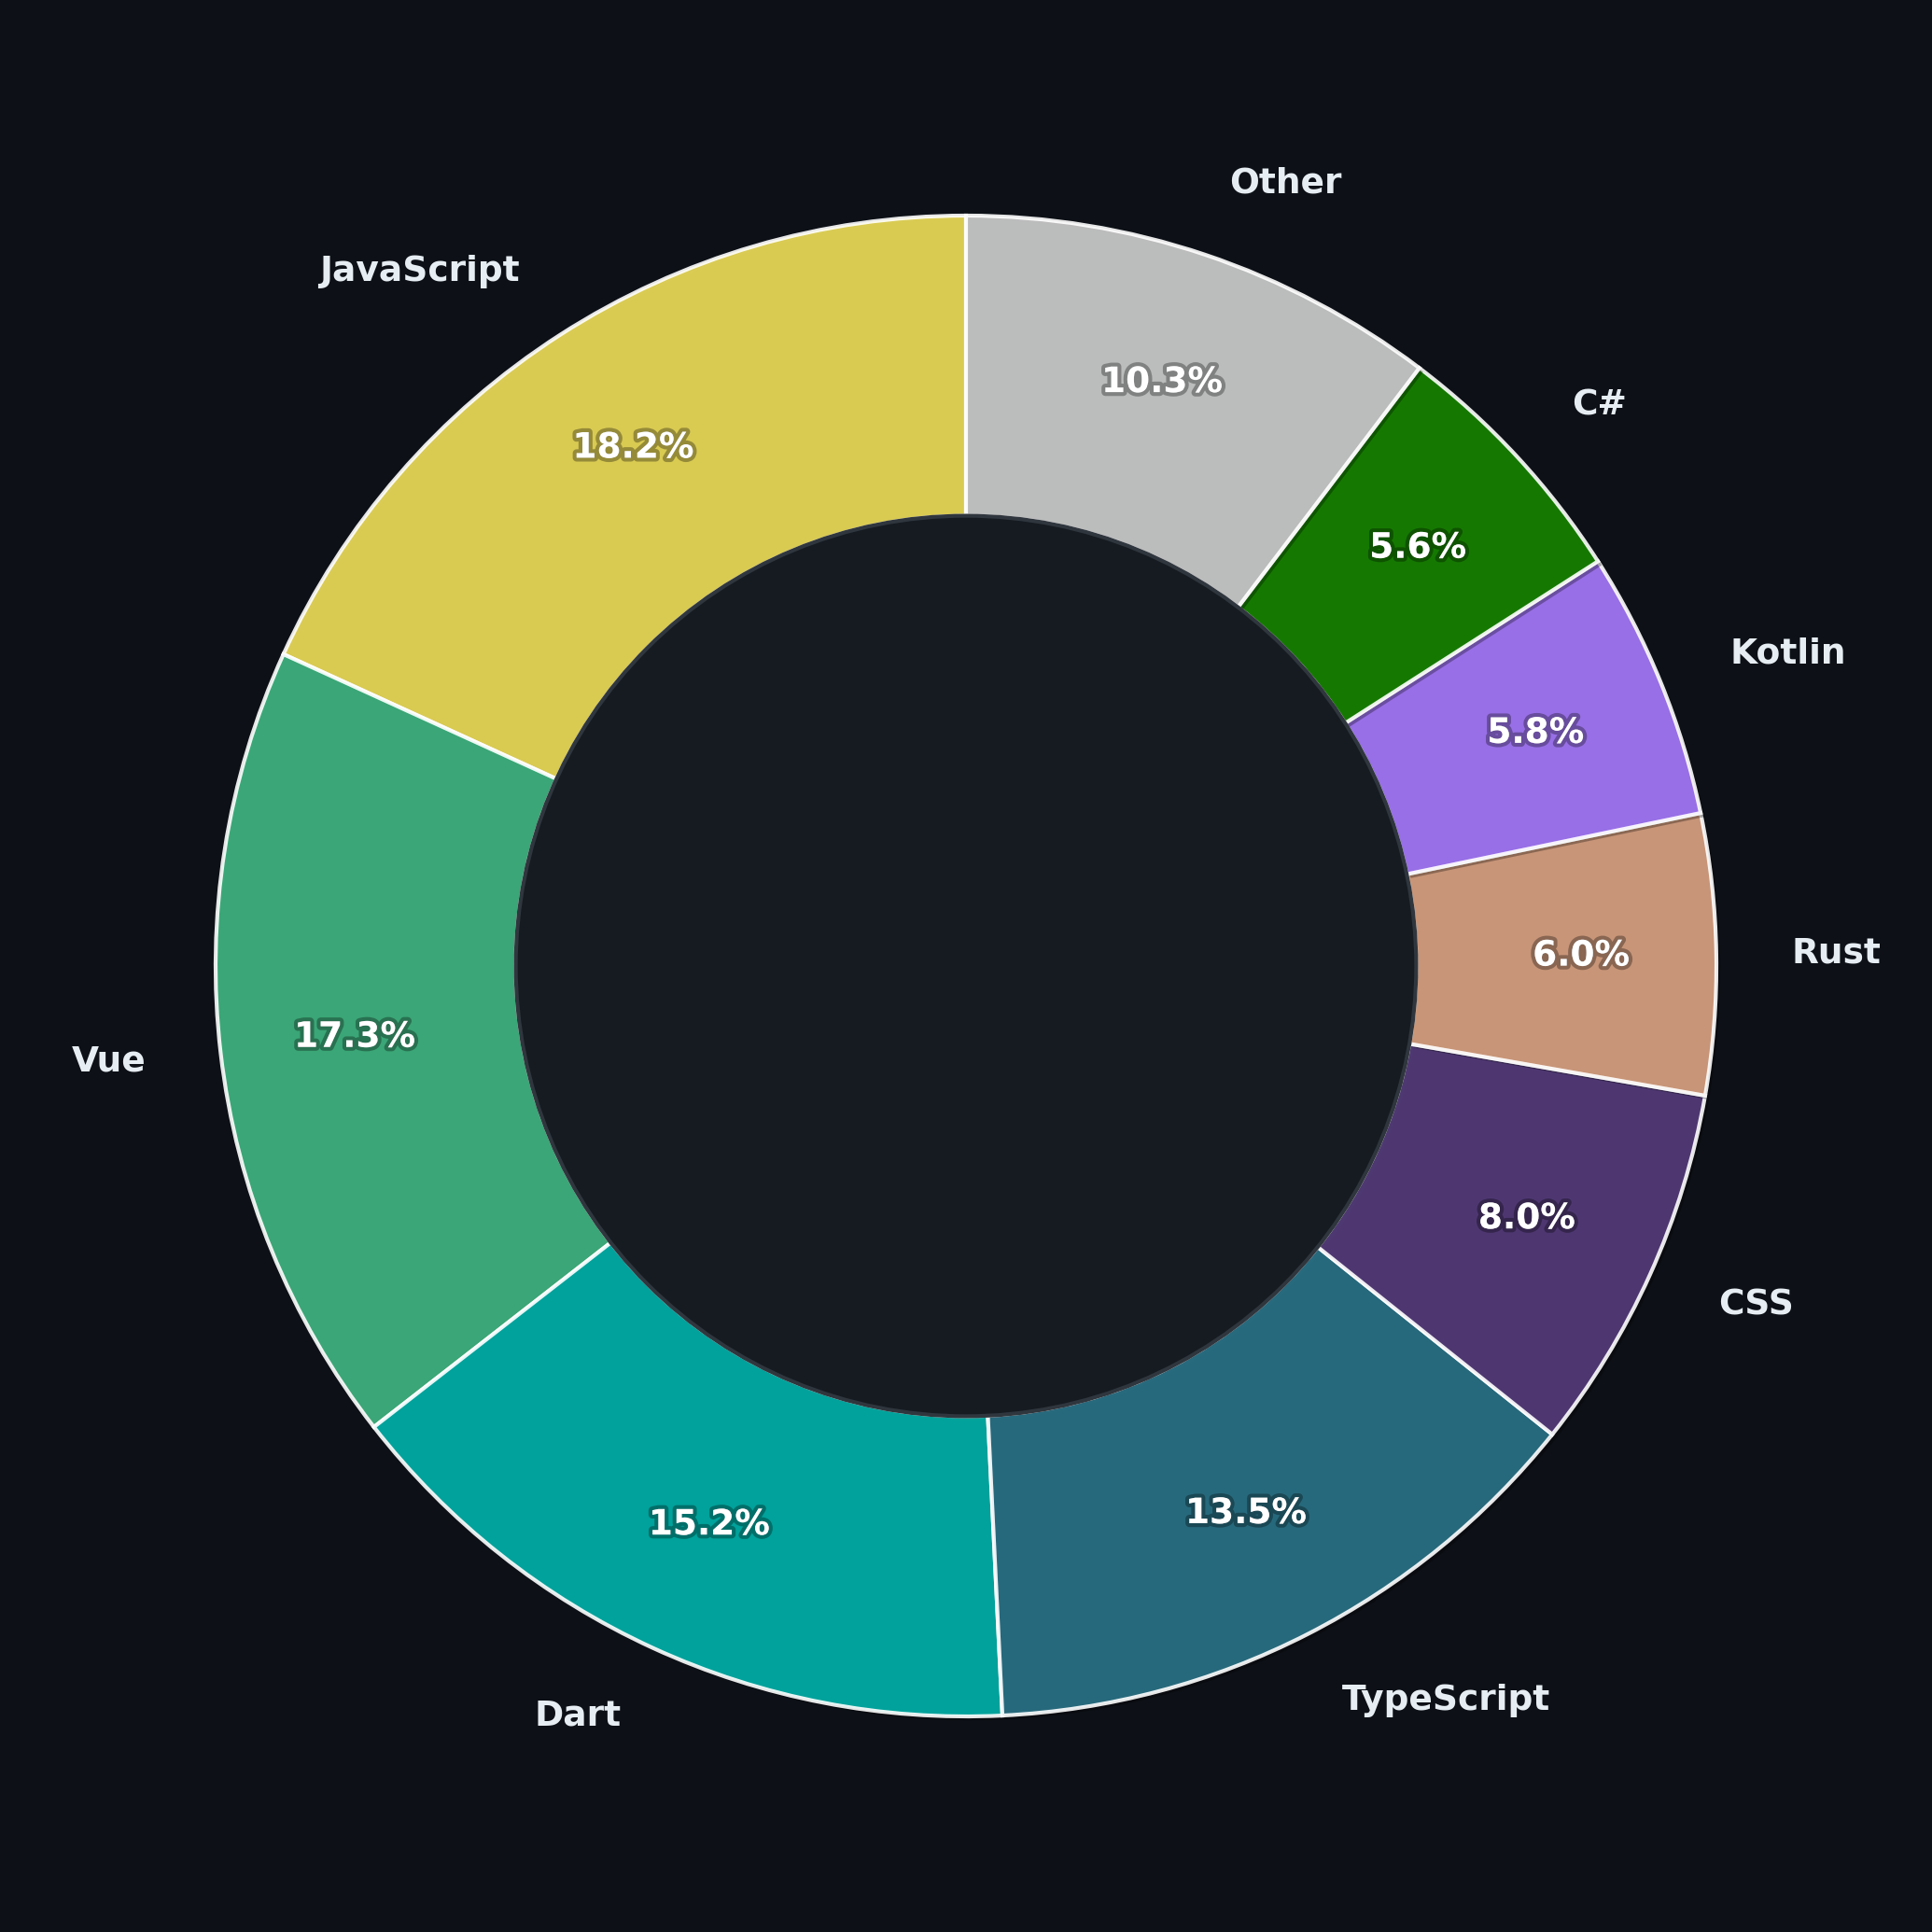 Other
10.3%
JavaScript
18.2%
C#
5.6%
Kotlin
5.8%
Rust
6.0%
Vue
17.3%
CSS
8.0%
TypeScript
13.5%
Dart
15.2%